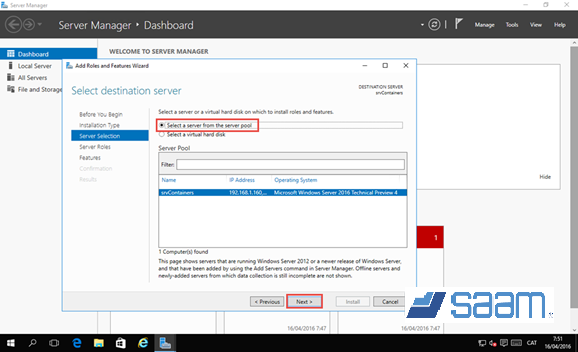 Server Manager
Server Manager • Dashboard
Manage
Tools
View
Help
Dashboard
Local Server
All Servers
File and Storage
WELCOME TO SERVER MANAGER
Add Roles and Features Wizard
Select destination server
DESTINATION SERVER
srvContainers
Before You Begin
Installation Type
Server Selection
Server Roles
Features
Confirmation
Results
Select a server or a virtual hard disk on which to install roles and features.
Select a server from the server pool
Select a virtual hard disk
Server Pool
Filter:
Name IP Address Operating System
srvContainers 192.168.1.160,... Microsoft Windows Server 2016 Technical Preview 4
1 Computer(s) found
This page shows servers that are running Windows Server 2012 or a newer release of Windows Server,
and that have been added by using the Add Servers command in Server Manager. Offline servers and
newly-added servers from which data collection is still incomplete are not shown.
< Previous
Next >
Install
Cancel
Hide
1
saam
16/04/2016 7:47
16/04/2016 7:47
CAT
7:51
16/04/2016